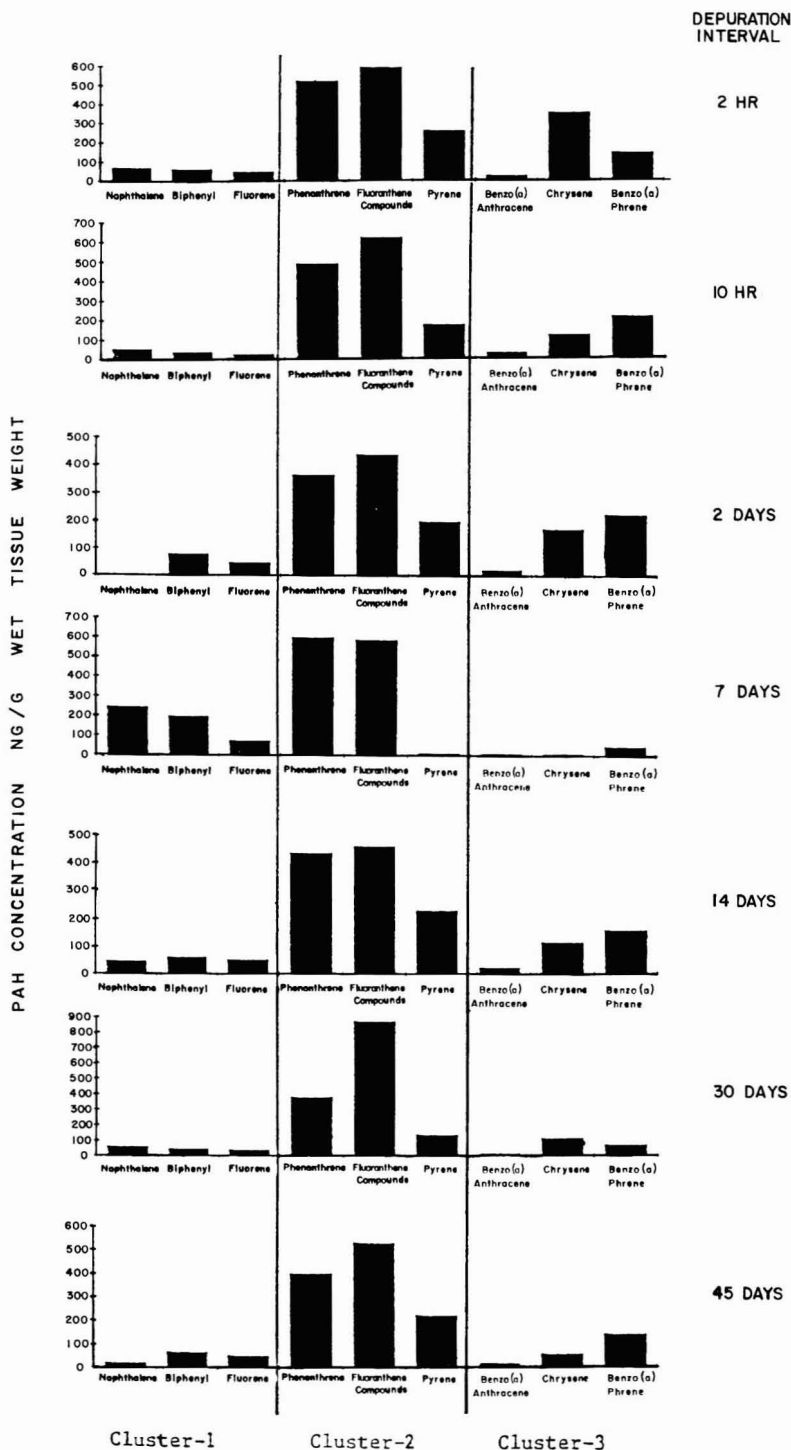 DEPURATION
INTERVAL
600
500
400
300
200
100
0
Naphthalene Biphenyl Fluorene Phenanthrene Fluoranthene Compounds Pyrene Benzo(a) Anthracene Chrysene Benzo(a) Phrene
2 HR
700
600
500
400
300
200
100
0
Naphthalene Biphenyl Fluorene Phenanthrene Fluoranthene Compounds Pyrene Benzo(a) Anthracene Chrysene Benzo(a) Phrene
10 HR
PAH CONCENTRATION NG/G WET TISSUE WEIGHT
500
400
300
200
100
0
Naphthalene Biphenyl Fluorene Phenanthrene Fluoranthene Compounds Pyrene Benzo(a) Anthracene Chrysene Benzo(a) Phrene
2 DAYS
700
600
500
400
300
200
100
0
Naphthalene Biphenyl Fluorene Phenanthrene Fluoranthene Compounds Pyrene Benzo(a) Anthracene Chrysene Benzo(a) Phrene
7 DAYS
500
400
300
200
100
0
Naphthalene Biphenyl Fluorene Phenanthrene Fluoranthene Compounds Pyrene Benzo(a) Anthracene Chrysene Benzo(a) Phrene
14 DAYS
900
800
700
600
500
400
300
200
100
0
Naphthalene Biphenyl Fluorene Phenanthrene Fluoranthene Compounds Pyrene Benzo(a) Anthracene Chrysene Benzo(a) Phrene
30 DAYS
600
500
400
300
200
100
0
Naphthalene Biphenyl Fluorene Phenanthrene Fluoranthene Compounds Pyrene Benzo(a) Anthracene Chrysene Benzo(a) Phrene
45 DAYS
Cluster-1 Cluster-2 Cluster-3